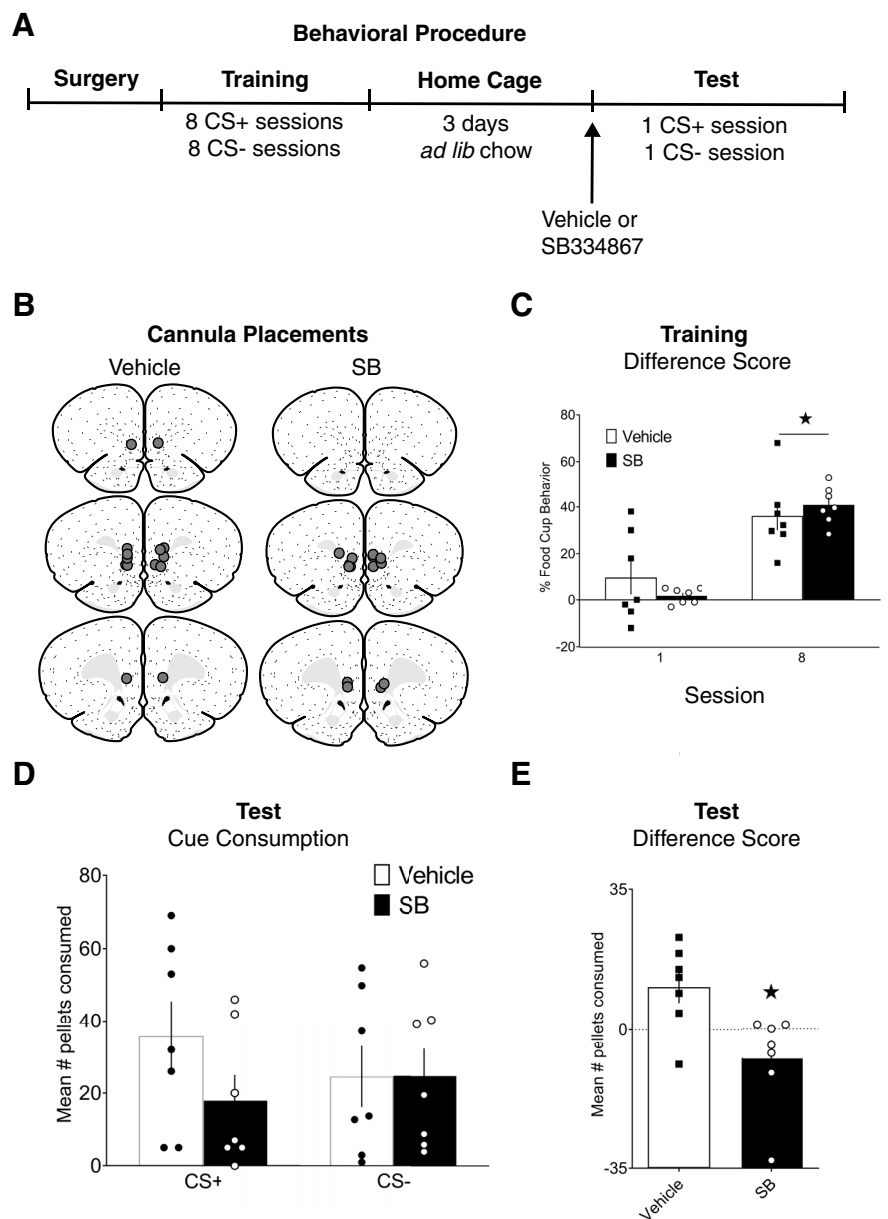 A
Behavioral Procedure
Surgery Training Home Cage Test
8 CS+ sessions 3 days 1 CS+ session
8 CS- sessions ad lib chow 1 CS- session
Vehicle or
SB334867
B
Cannula Placements
Vehicle SB
C
Training
Difference Score
80
60
40
20
0
-20
% Food Cup Behavior
Vehicle
SB
1 8
Session
D
Test
Cue Consumption
80
60
40
20
0
Mean # pellets consumed
Vehicle
SB
CS+ CS-
E
Test
Difference Score
35
0
-35
Mean # pellets consumed
Vehicle SB